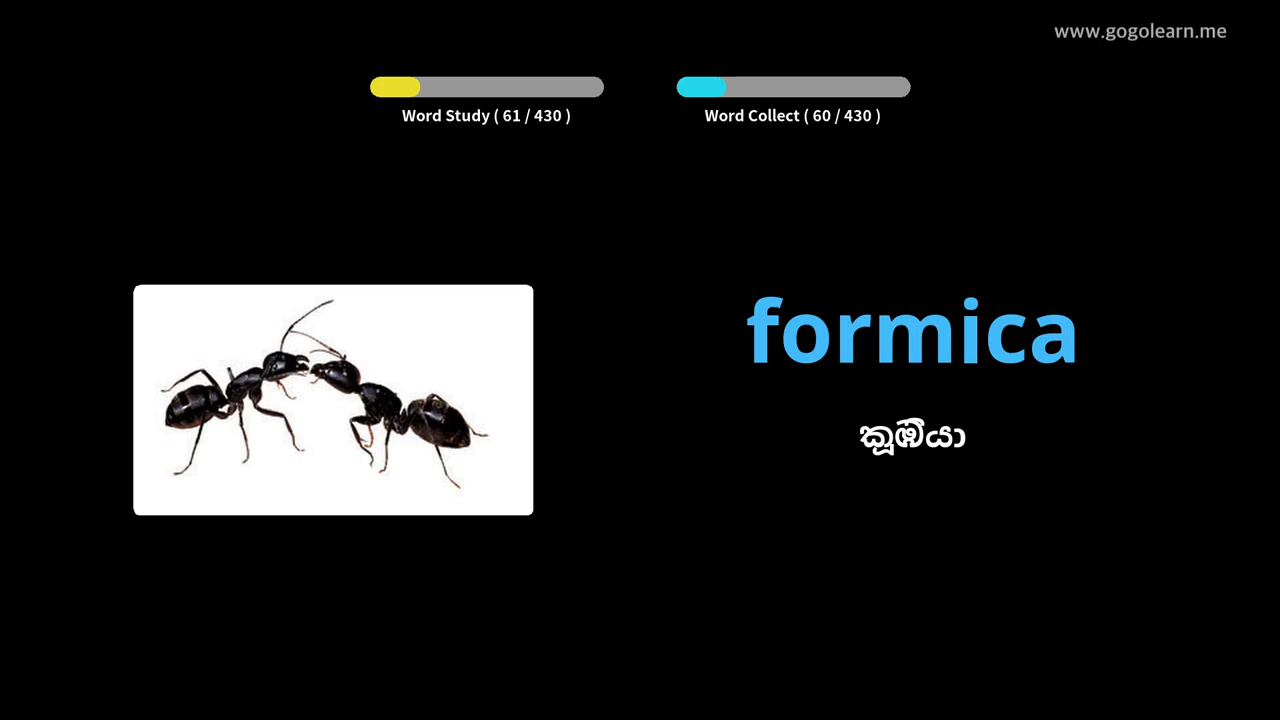 www.gogolearn.me
Word Study ( 61 / 430 )
Word Collect ( 60 / 430 )
formica
කූඹියා